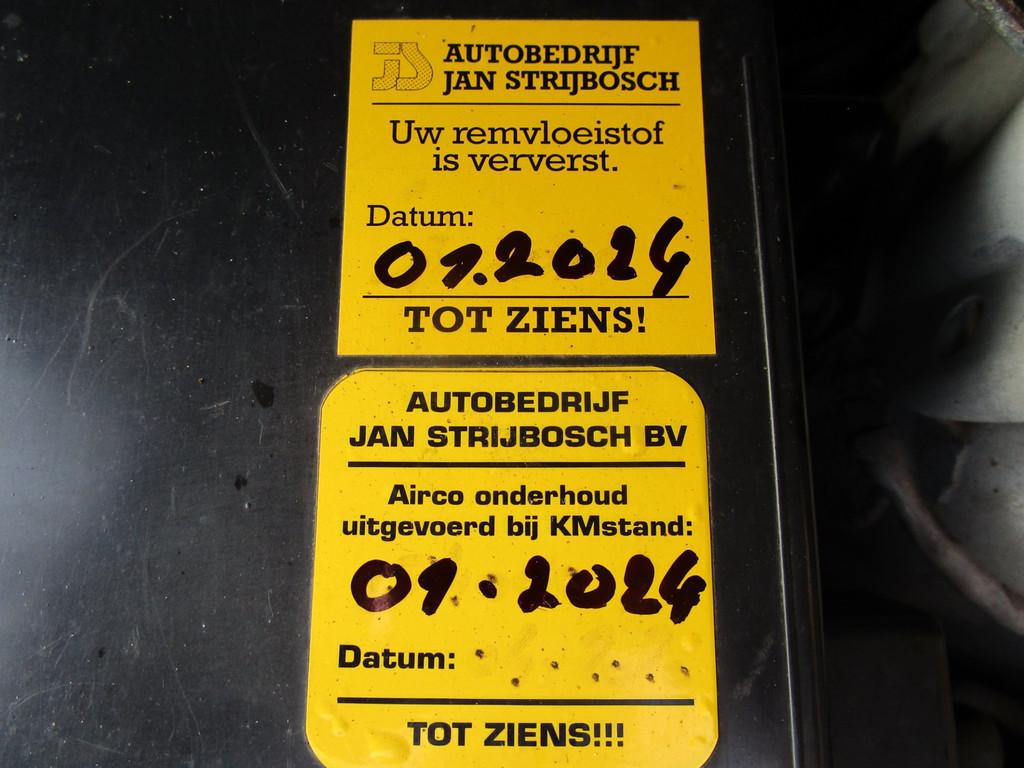 JS AUTOBEDRIJF
JAN STRIJBOSCH
Uw remvloeistof
is ververst.
Datum:
01.2024
TOT ZIENS!
AUTOBEDRIJF
JAN STRIJBOSCH BV
Airco onderhoud
uitgevoerd bij KMstand:
01.2024
Datum:
TOT ZIENS!!!